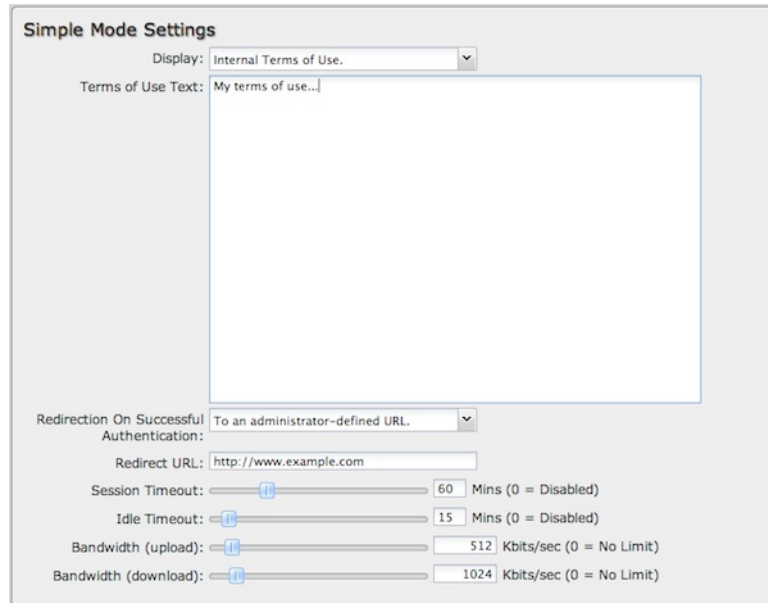 Simple Mode Settings
Display: Internal Terms of Use.
Terms of Use Text: My terms of use...
Redirection On Successful To an administrator-defined URL.
Authentication:
Redirect URL: http://www.example.com
Session Timeout: 60 Mins (0 = Disabled)
Idle Timeout: 15 Mins (0 = Disabled)
Bandwidth (upload): 512 Kbits/sec (0 = No Limit)
Bandwidth (download): 1024 Kbits/sec (0 = No Limit)